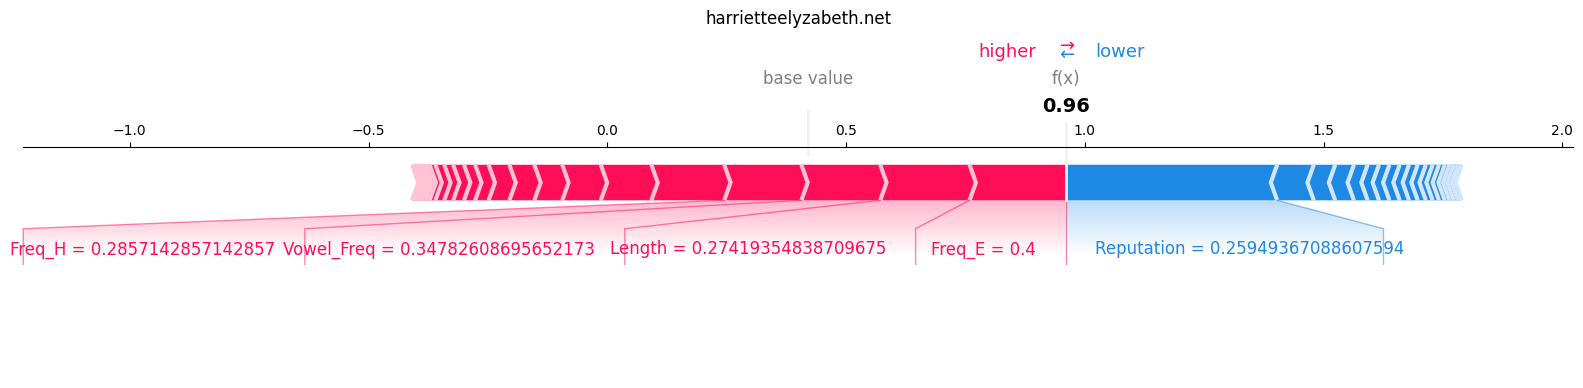 harrietteelyzabeth.net
higher → ← lower
base value f(x)
0.96
−1.0 −0.5 0.0 0.5 1.0 1.5 2.0
Freq_H = 0.2857142857142857 Vowel_Freq = 0.34782608695652173 Length = 0.27419354838709675 Freq_E = 0.4 Reputation = 0.25949367088607594